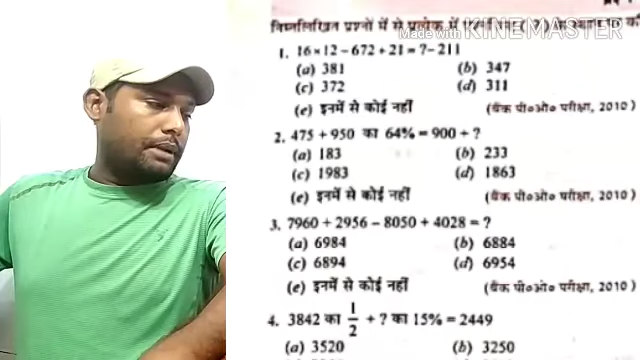 निम्नलिखित प्रश्नों में से प्रत्येक में
Made with KINEMASTER
1. 16 × 12 – 672 + 21 = ? – 211
(a) 381 (b) 347
(c) 372 (d) 311
(e) इनमें से कोई नहीं (बैंक पी०ओ० परीक्षा, 2010)
2. 475 + 950 का 64% = 900 + ?
(a) 183 (b) 233
(c) 1983 (d) 1863
(e) इनमें से कोई नहीं (बैंक पी०ओ० परीक्षा, 2010)
3. 7960 + 2956 – 8050 + 4028 = ?
(a) 6984 (b) 6884
(c) 6894 (d) 6954
(e) इनमें से कोई नहीं (बैंक पी०ओ० परीक्षा, 2010)
4. 3842 का 1/2 + ? का 15% = 2449
(a) 3520 (b) 3250